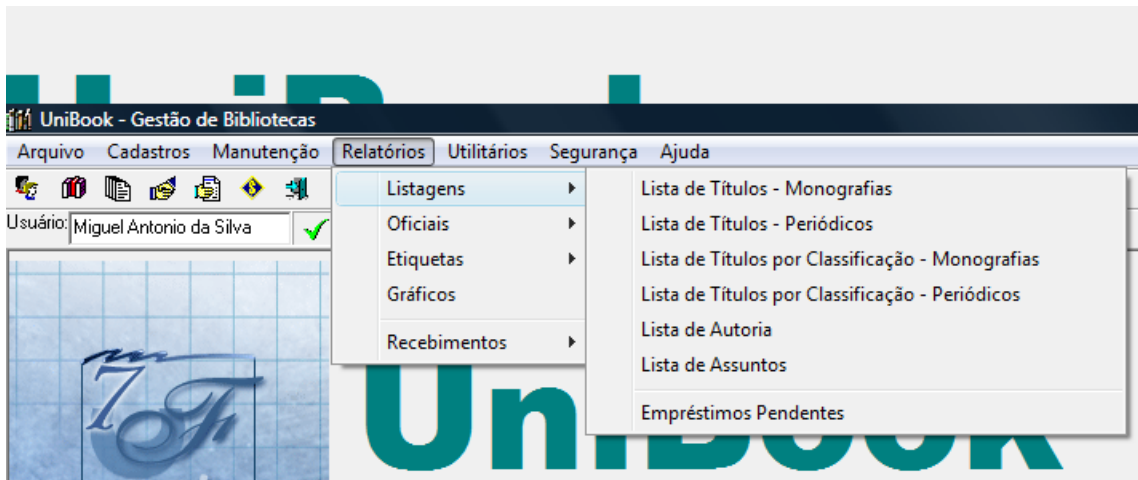 UniBook - Gestão de Bibliotecas
Arquivo Cadastros Manutenção Relatórios Utilitários Segurança Ajuda
Usuário: Miguel Antonio da Silva
Listagens
Oficiais
Etiquetas
Gráficos
Recebimentos
Lista de Títulos - Monografias
Lista de Títulos - Periódicos
Lista de Títulos por Classificação - Monografias
Lista de Títulos por Classificação - Periódicos
Lista de Autoria
Lista de Assuntos
Empréstimos Pendentes
7F
UniBook